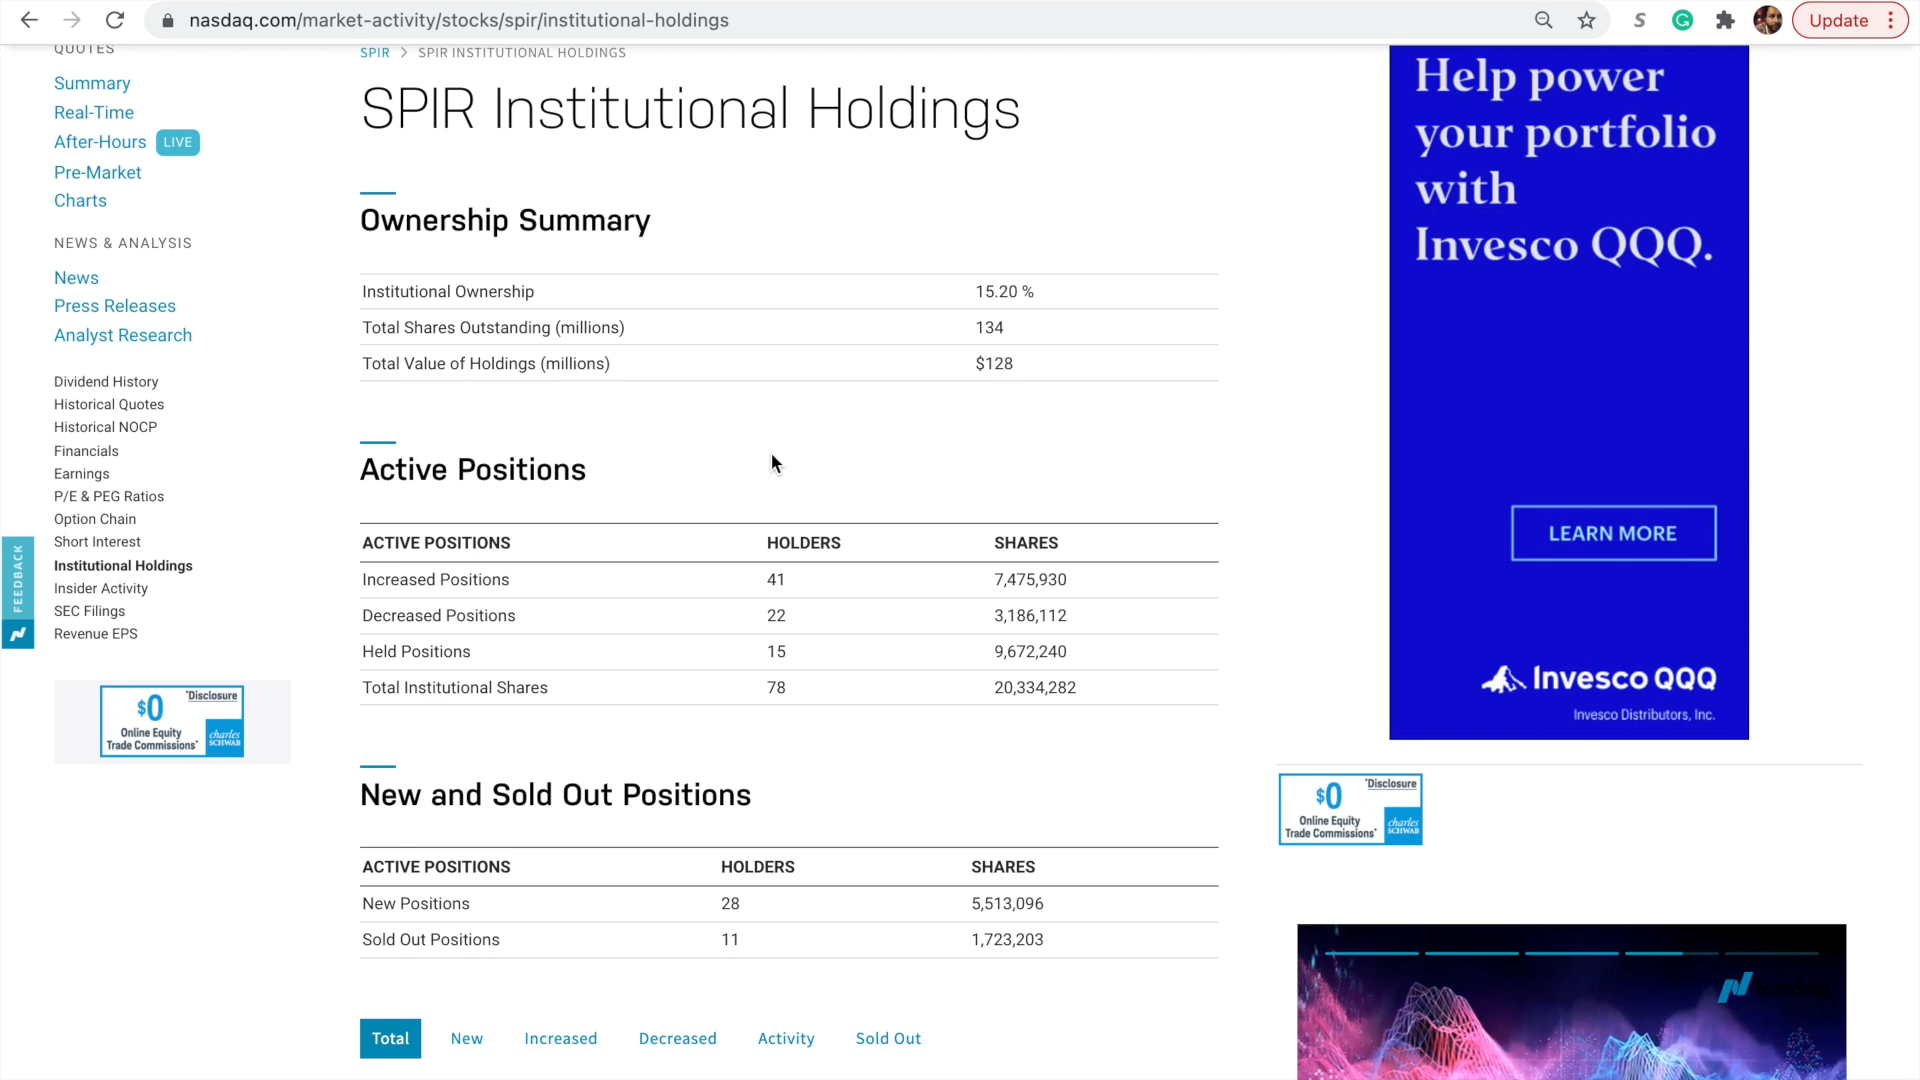 nasdaq.com/market-activity/stocks/spir/institutional-holdings
Update
QUOTES
Summary
Real-Time
After-Hours LIVE
Pre-Market
Charts
NEWS & ANALYSIS
News
Press Releases
Analyst Research
Dividend History
Historical Quotes
Historical NOCP
Financials
Earnings
P/E & PEG Ratios
Option Chain
Short Interest
Institutional Holdings
Insider Activity
SEC Filings
Revenue EPS
FEEDBACK
$0
*Disclosure
Online Equity
Trade Commissions*
charles
SCHWAB
SPIR > SPIR INSTITUTIONAL HOLDINGS
SPIR Institutional Holdings
Ownership Summary
Institutional Ownership 15.20 %
Total Shares Outstanding (millions) 134
Total Value of Holdings (millions) $128
Active Positions
ACTIVE POSITIONS HOLDERS SHARES
Increased Positions 41 7,475,930
Decreased Positions 22 3,186,112
Held Positions 15 9,672,240
Total Institutional Shares 78 20,334,282
New and Sold Out Positions
ACTIVE POSITIONS HOLDERS SHARES
New Positions 28 5,513,096
Sold Out Positions 11 1,723,203
Total New Increased Decreased Activity Sold Out
Help power
your portfolio
with
Invesco QQQ.
LEARN MORE
Invesco QQQ
Invesco Distributors, Inc.
$0
*Disclosure
Online Equity
Trade Commissions*
charles
SCHWAB
Nasdaq